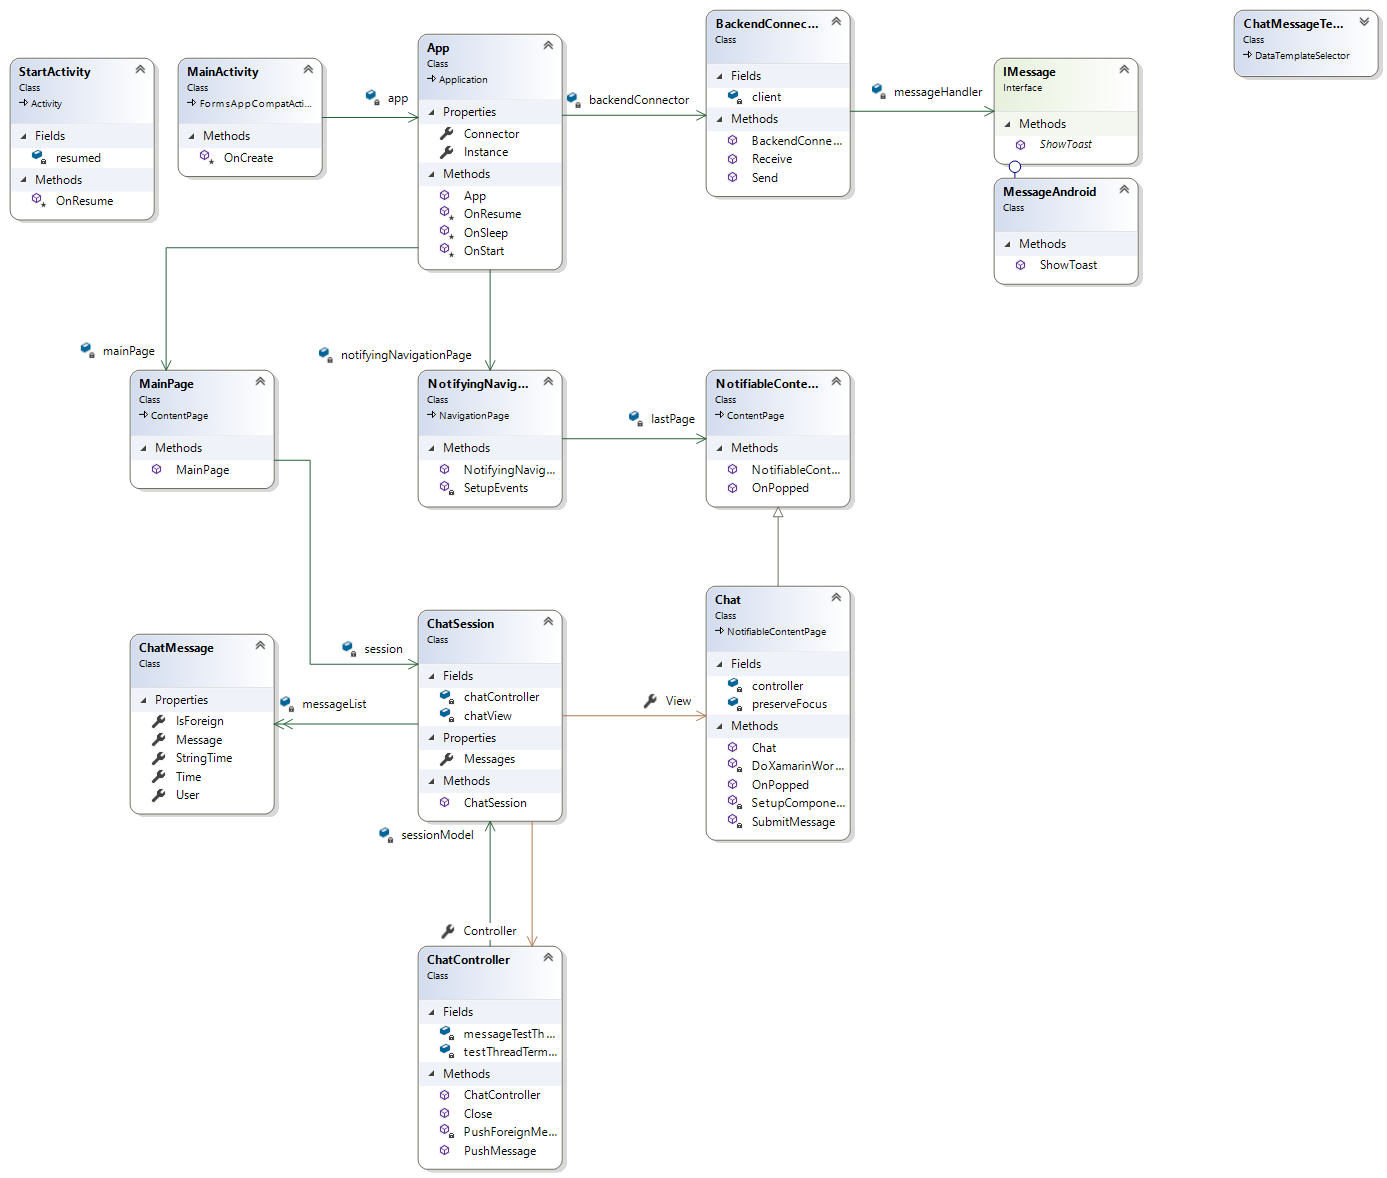 StartActivity
Class
Activity
Fields
resumed
Methods
OnResume
MainActivity
Class
FormsAppCompatActi...
Methods
OnCreate
app
App
Class
Application
Properties
Connector
Instance
Methods
App
OnResume
OnSleep
OnStart
backendConnector
BackendConnec...
Class
Fields
client
Methods
BackendConne...
Receive
Send
messageHandler
IMessage
Interface
Methods
ShowToast
MessageAndroid
Class
Methods
ShowToast
ChatMessageTe...
Class
DataTemplateSelector
mainPage
MainPage
Class
ContentPage
Methods
MainPage
notifyingNavigationPage
NotifyingNavig...
Class
NavigationPage
Methods
NotifyingNavig...
SetupEvents
lastPage
NotifiableConte...
Class
ContentPage
Methods
NotifiableCont...
OnPopped
ChatMessage
Class
Properties
IsForeign
Message
StringTime
Time
User
session
messageList
ChatSession
Class
Fields
chatController
chatView
Properties
Messages
Methods
ChatSession
View
Chat
Class
NotifiableContentPage
Fields
controller
preserveFocus
Methods
Chat
DoXamarinWor...
OnPopped
SetupCompone...
SubmitMessage
sessionModel
Controller
ChatController
Class
Fields
messageTestTh...
testThreadTerm...
Methods
ChatController
Close
PushForeignMe...
PushMessage